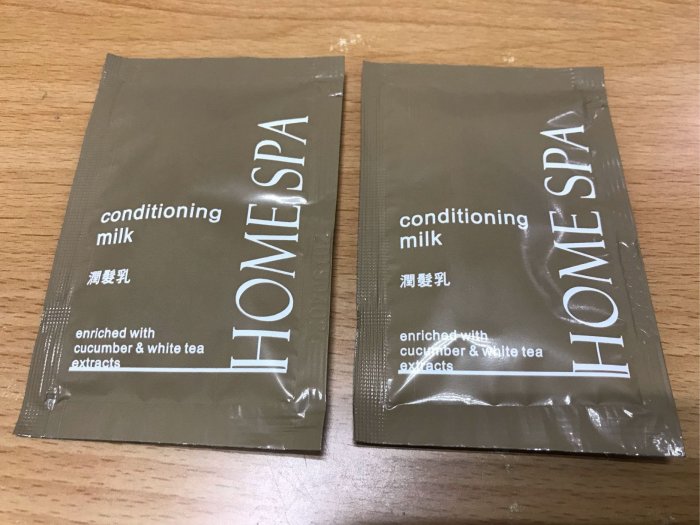 conditioning
milk
潤髮乳
enriched with
cucumber & white tea
extracts
HOME SPA
conditioning
milk
潤髮乳
enriched with
cucumber & white tea
extracts
HOME SPA